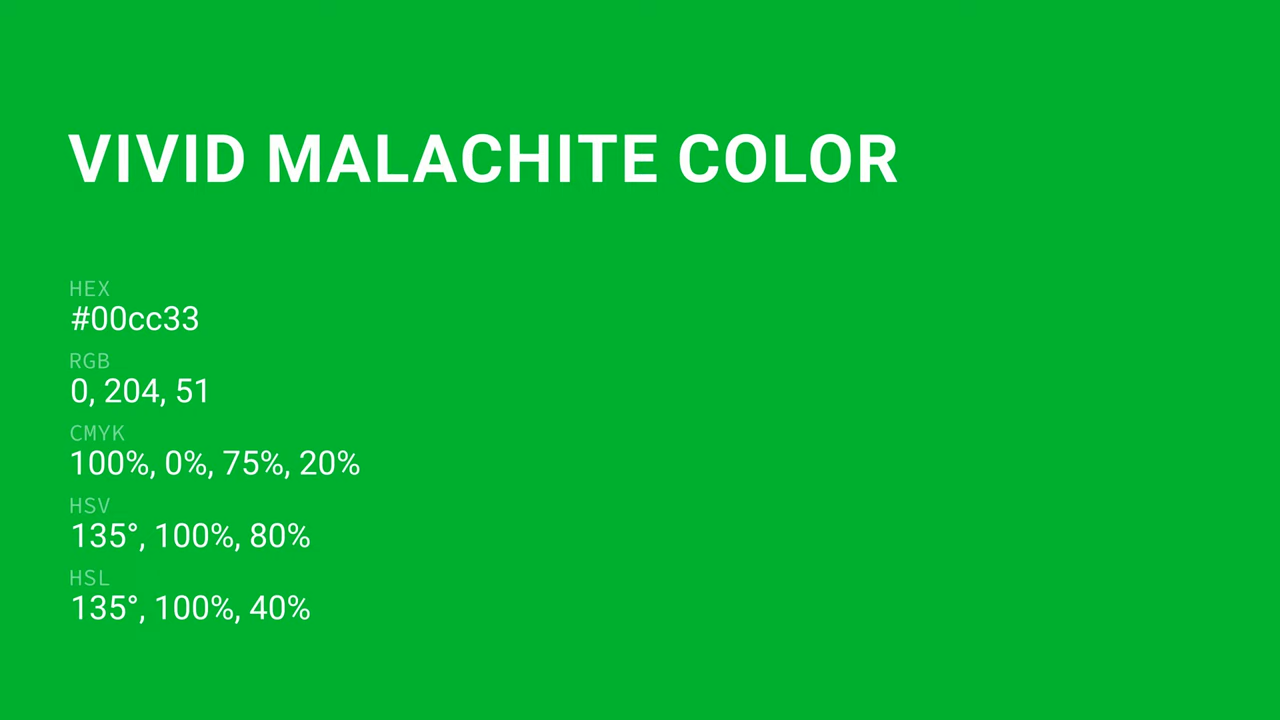 VIVID MALACHITE COLOR
HEX
#00cc33
RGB
0, 204, 51
CMYK
100%, 0%, 75%, 20%
HSV
135°, 100%, 80%
HSL
135°, 100%, 40%